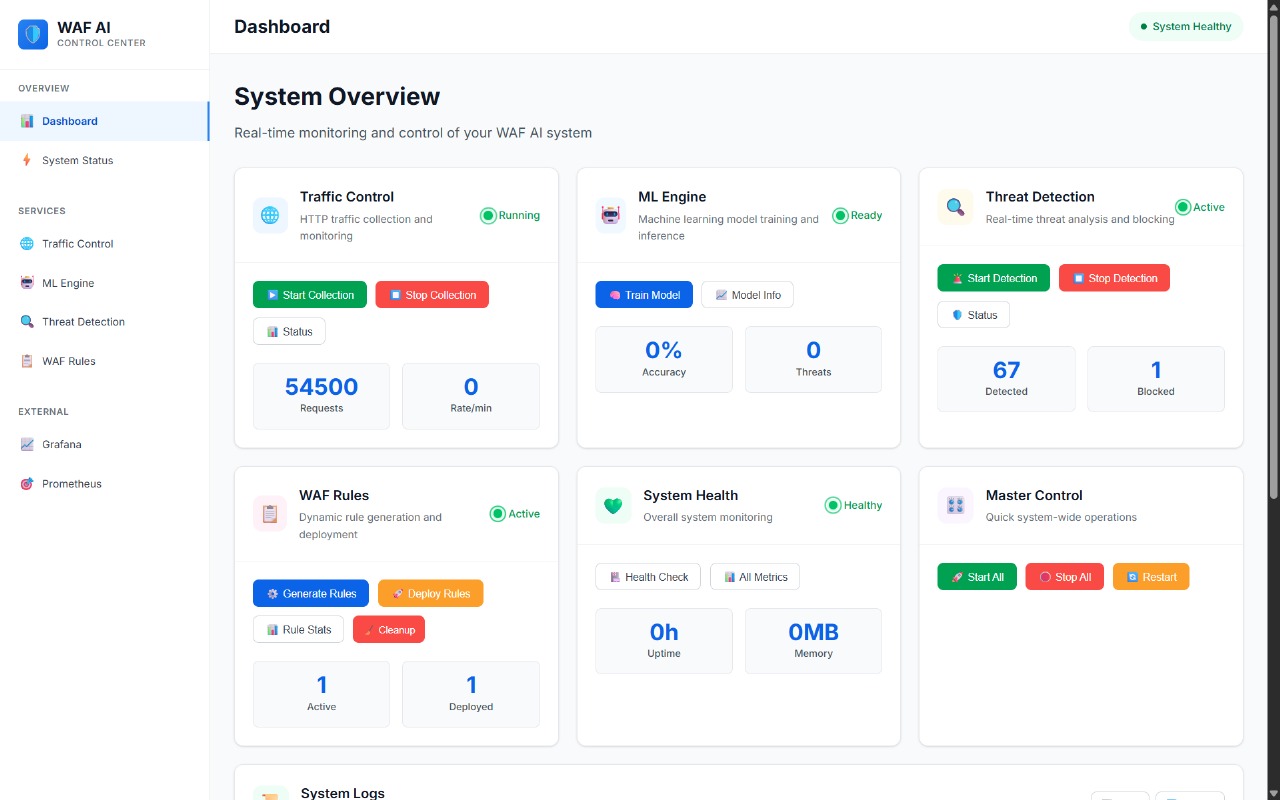 WAF AI
CONTROL CENTER
OVERVIEW
Dashboard
System Status
SERVICES
Traffic Control
ML Engine
Threat Detection
WAF Rules
EXTERNAL
Grafana
Prometheus
Dashboard
System Healthy
System Overview
Real-time monitoring and control of your WAF AI system
Traffic Control
HTTP traffic collection and
monitoring
Running
Start Collection
Stop Collection
Status
54500
Requests
0
Rate/min
ML Engine
Machine learning model training and
inference
Ready
Train Model
Model Info
0%
Accuracy
0
Threats
Threat Detection
Real-time threat analysis and blocking
Active
Start Detection
Stop Detection
Status
67
Detected
1
Blocked
WAF Rules
Dynamic rule generation and
deployment
Active
Generate Rules
Deploy Rules
Rule Stats
Cleanup
1
Active
1
Deployed
System Health
Overall system monitoring
Healthy
Health Check
All Metrics
0h
Uptime
0MB
Memory
Master Control
Quick system-wide operations
Start All
Stop All
Restart
System Logs